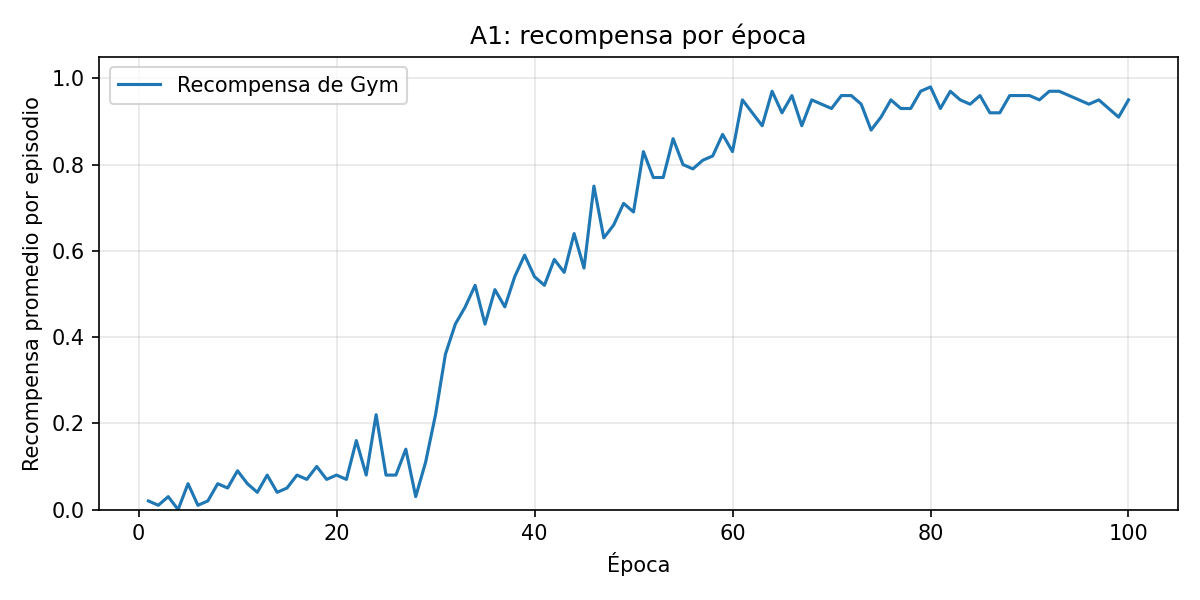 A1: recompensa por época
Recompensa de Gym
Recompensa promedio por episodio
1.0
0.8
0.6
0.4
0.2
0.0
0 20 40 60 80 100
Época